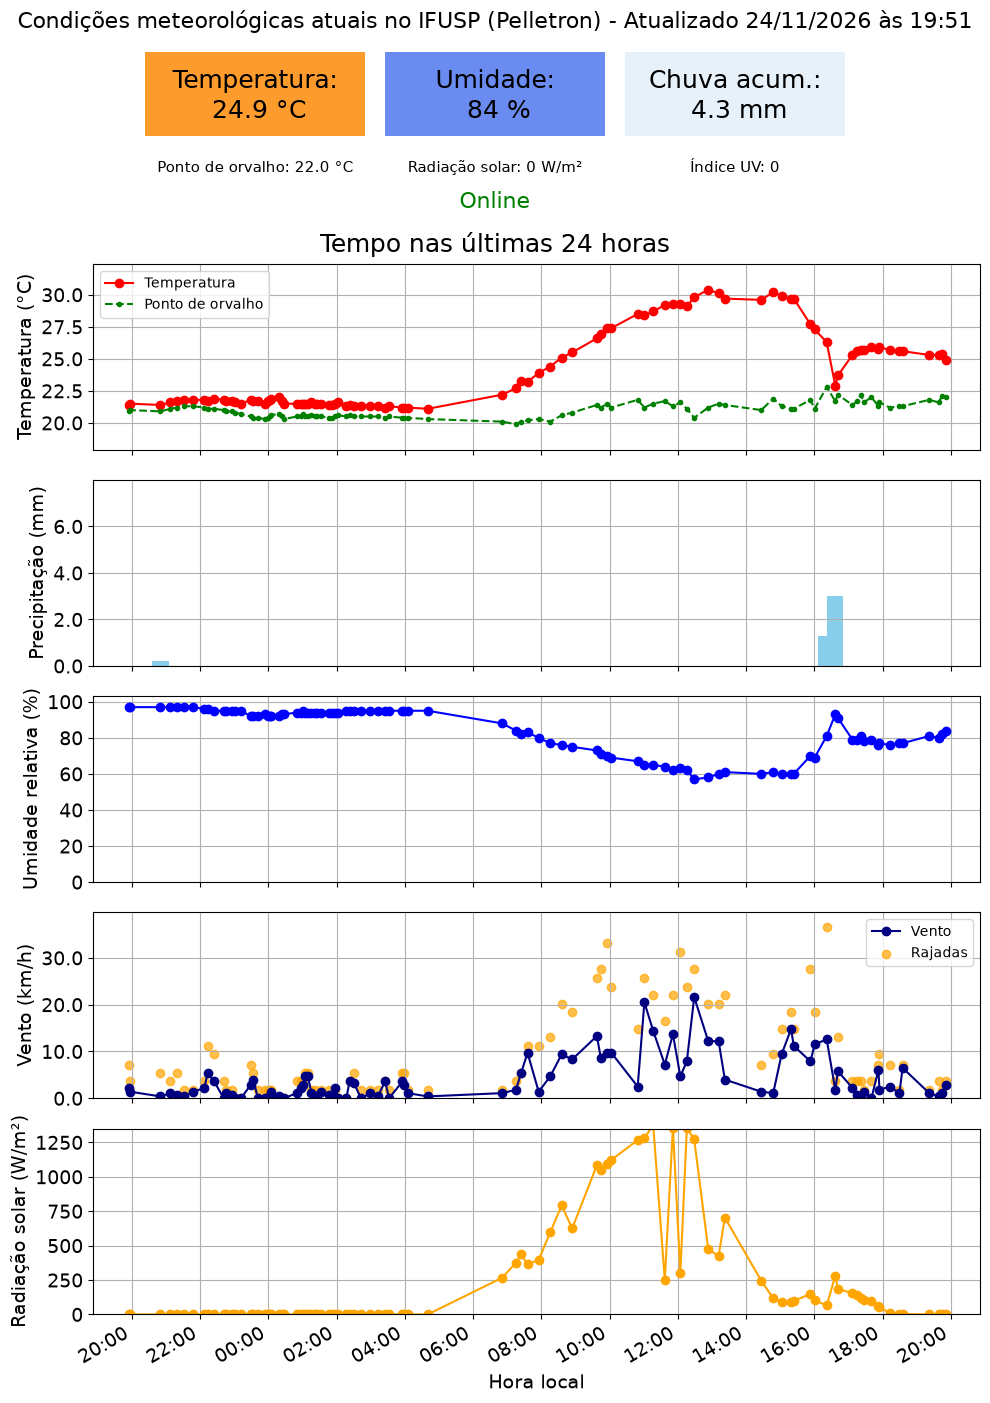 Condições meteorológicas atuais no IFUSP (Pelletron) - Atualizado 24/11/2026 às 19:51
Temperatura:
24.9 °C
Umidade:
84 %
Chuva acum.:
4.3 mm
Ponto de orvalho: 22.0 °C
Radiação solar: 0 W/m²
Índice UV: 0
Online
Tempo nas últimas 24 horas
Temperatura (°C)
30.0
27.5
25.0
22.5
20.0
Temperatura
Ponto de orvalho
Precipitação (mm)
6.0
4.0
2.0
0.0
Umidade relativa (%)
100
80
60
40
20
0
Vento (km/h)
30.0
20.0
10.0
0.0
Vento
Rajadas
Radiação solar (W/m²)
1250
1000
750
500
250
0
20:00
22:00
00:00
02:00
04:00
06:00
08:00
10:00
12:00
14:00
16:00
18:00
20:00
Hora local